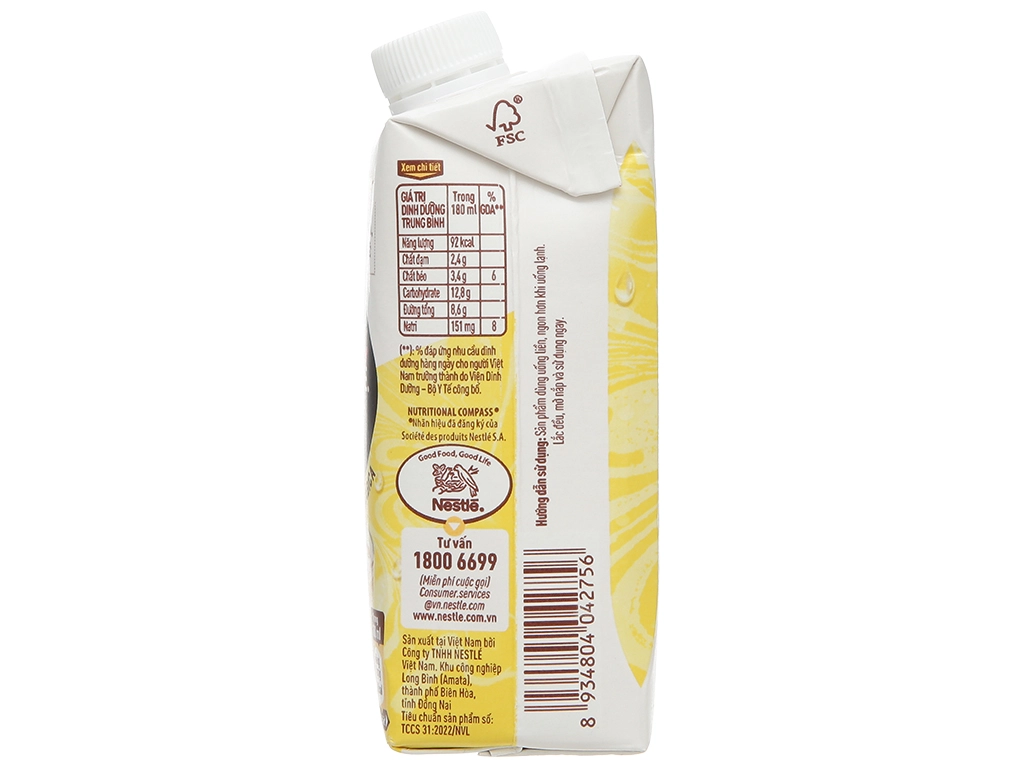 FSC®
Xem chi tiết
GIÁ TRỊ DINH DƯỠNG TRUNG BÌNH | Trong 180 ml | % GDA**
Năng lượng 92 kcal
Chất đạm 2,4 g
Chất béo 3,4 g 6
Carbohydrate 12,8 g
Đường tổng 8,6 g
Natri 151 mg 8
(**): % đáp ứng nhu cầu dinh
dưỡng hàng ngày cho người Việt
Nam trưởng thành do Viện Dinh
Dưỡng – Bộ Y Tế công bố.
NUTRITIONAL COMPASS®
®Nhãn hiệu đã đăng ký của
Société des produits Nestlé S.A.
Good Food, Good Life
Nestlé.
Tư vấn
1800 6699
(Miễn phí cuộc gọi)
Consumer.services
@vn.nestle.com
www.nestle.com.vn
Sản xuất tại Việt Nam bởi
Công ty TNHH NESTLÉ
Việt Nam. Khu công nghiệp
Long Bình (Amata),
thành phố Biên Hòa,
tỉnh Đồng Nai
Tiêu chuẩn sản phẩm số:
TCCS 31:2022/NVL
Hướng dẫn sử dụng: Sản phẩm dùng uống liền, ngon hơn khi uống lạnh.
Lắc đều, mở nắp và sử dụng ngay.
8 934804 042756